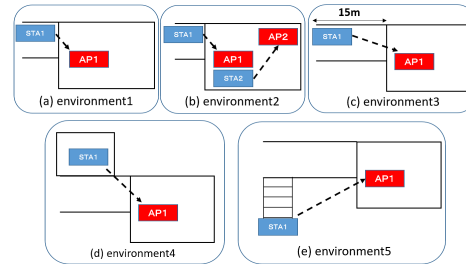 STA1
AP1
(a) environment1
STA1
AP2
AP1
STA2
(b) environment2
15m
STA1
AP1
(c) environment3
STA1
AP1
(d) environment4
AP1
STA1
(e) environment5